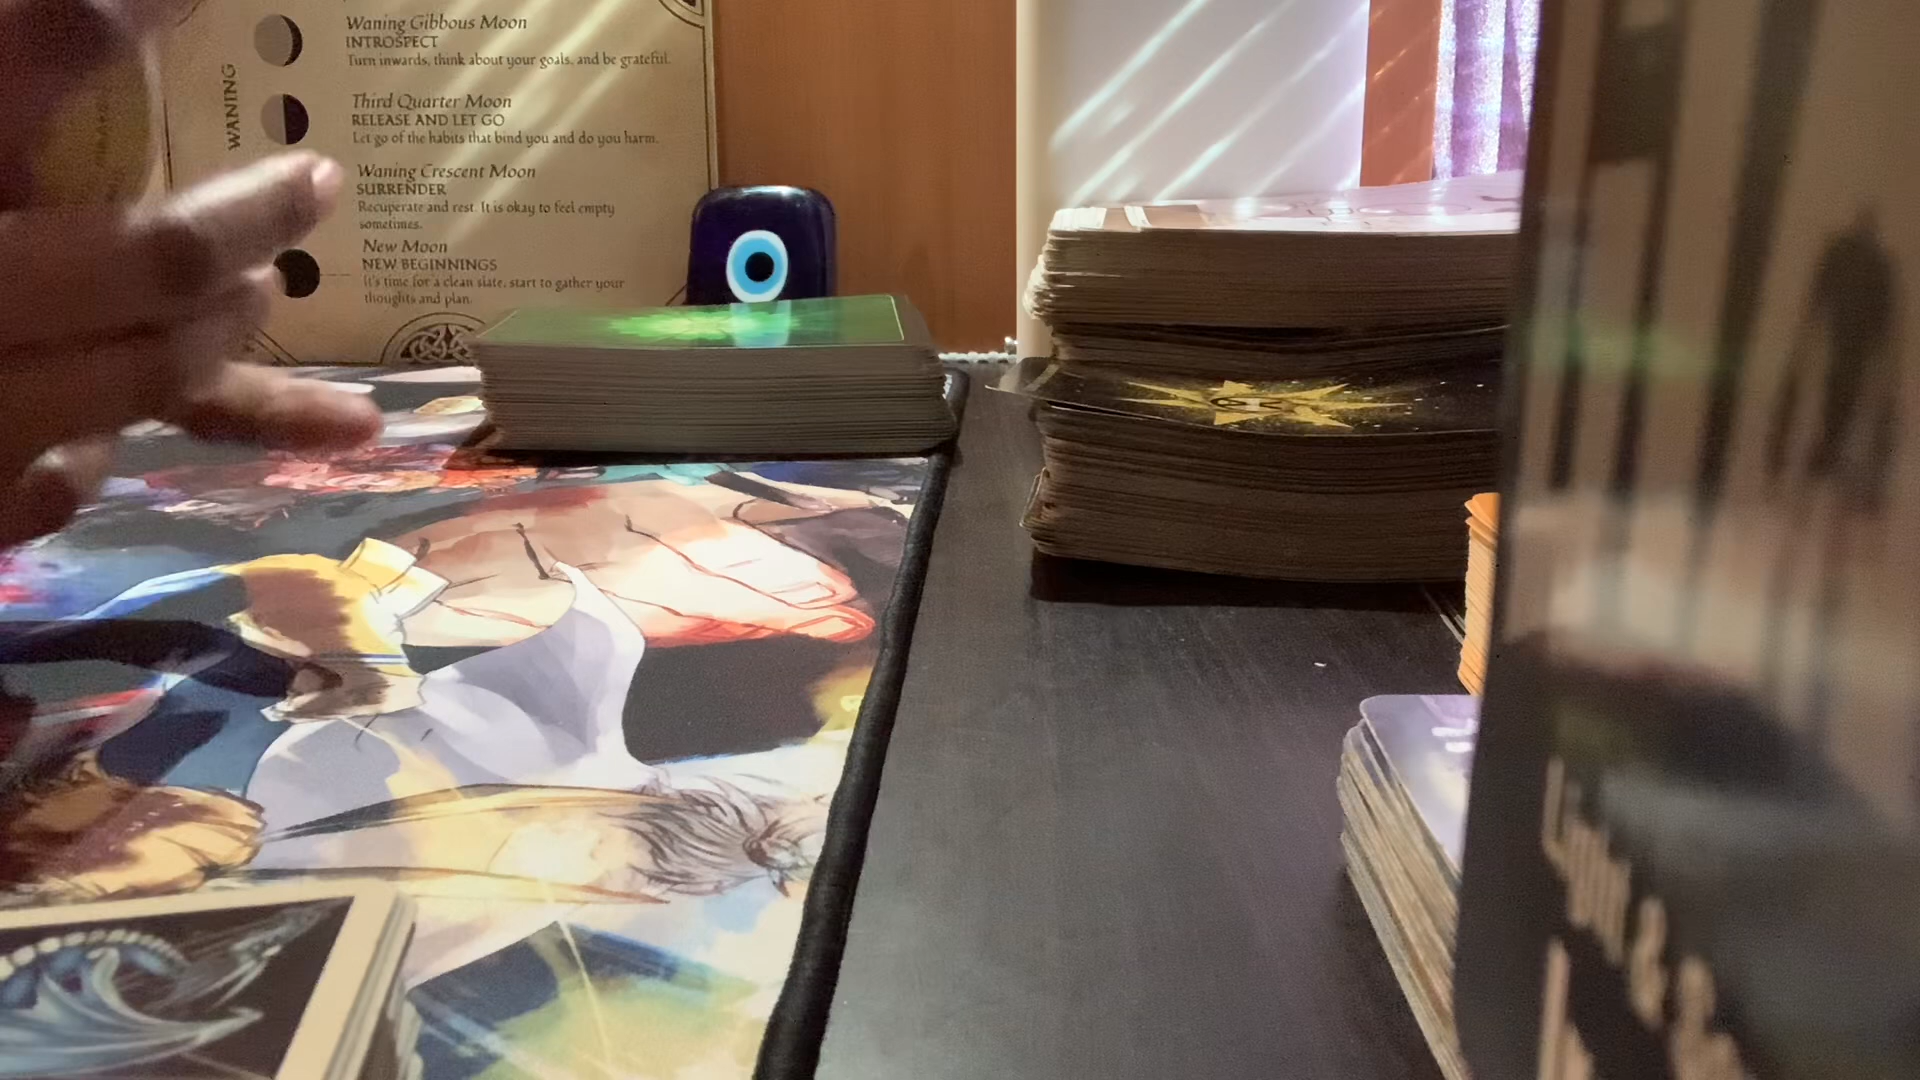 WANING
Waning Gibbous Moon
INTROSPECT
Turn inwards, think about your goals, and be grateful.
Third Quarter Moon
RELEASE AND LET GO
Let go of the habits that bind you and do you harm.
Waning Crescent Moon
SURRENDER
Recuperate and rest. It is okay to feel empty
sometimes.
New Moon
NEW BEGINNINGS
It's time for a clean slate, start to gather your
thoughts and plan.